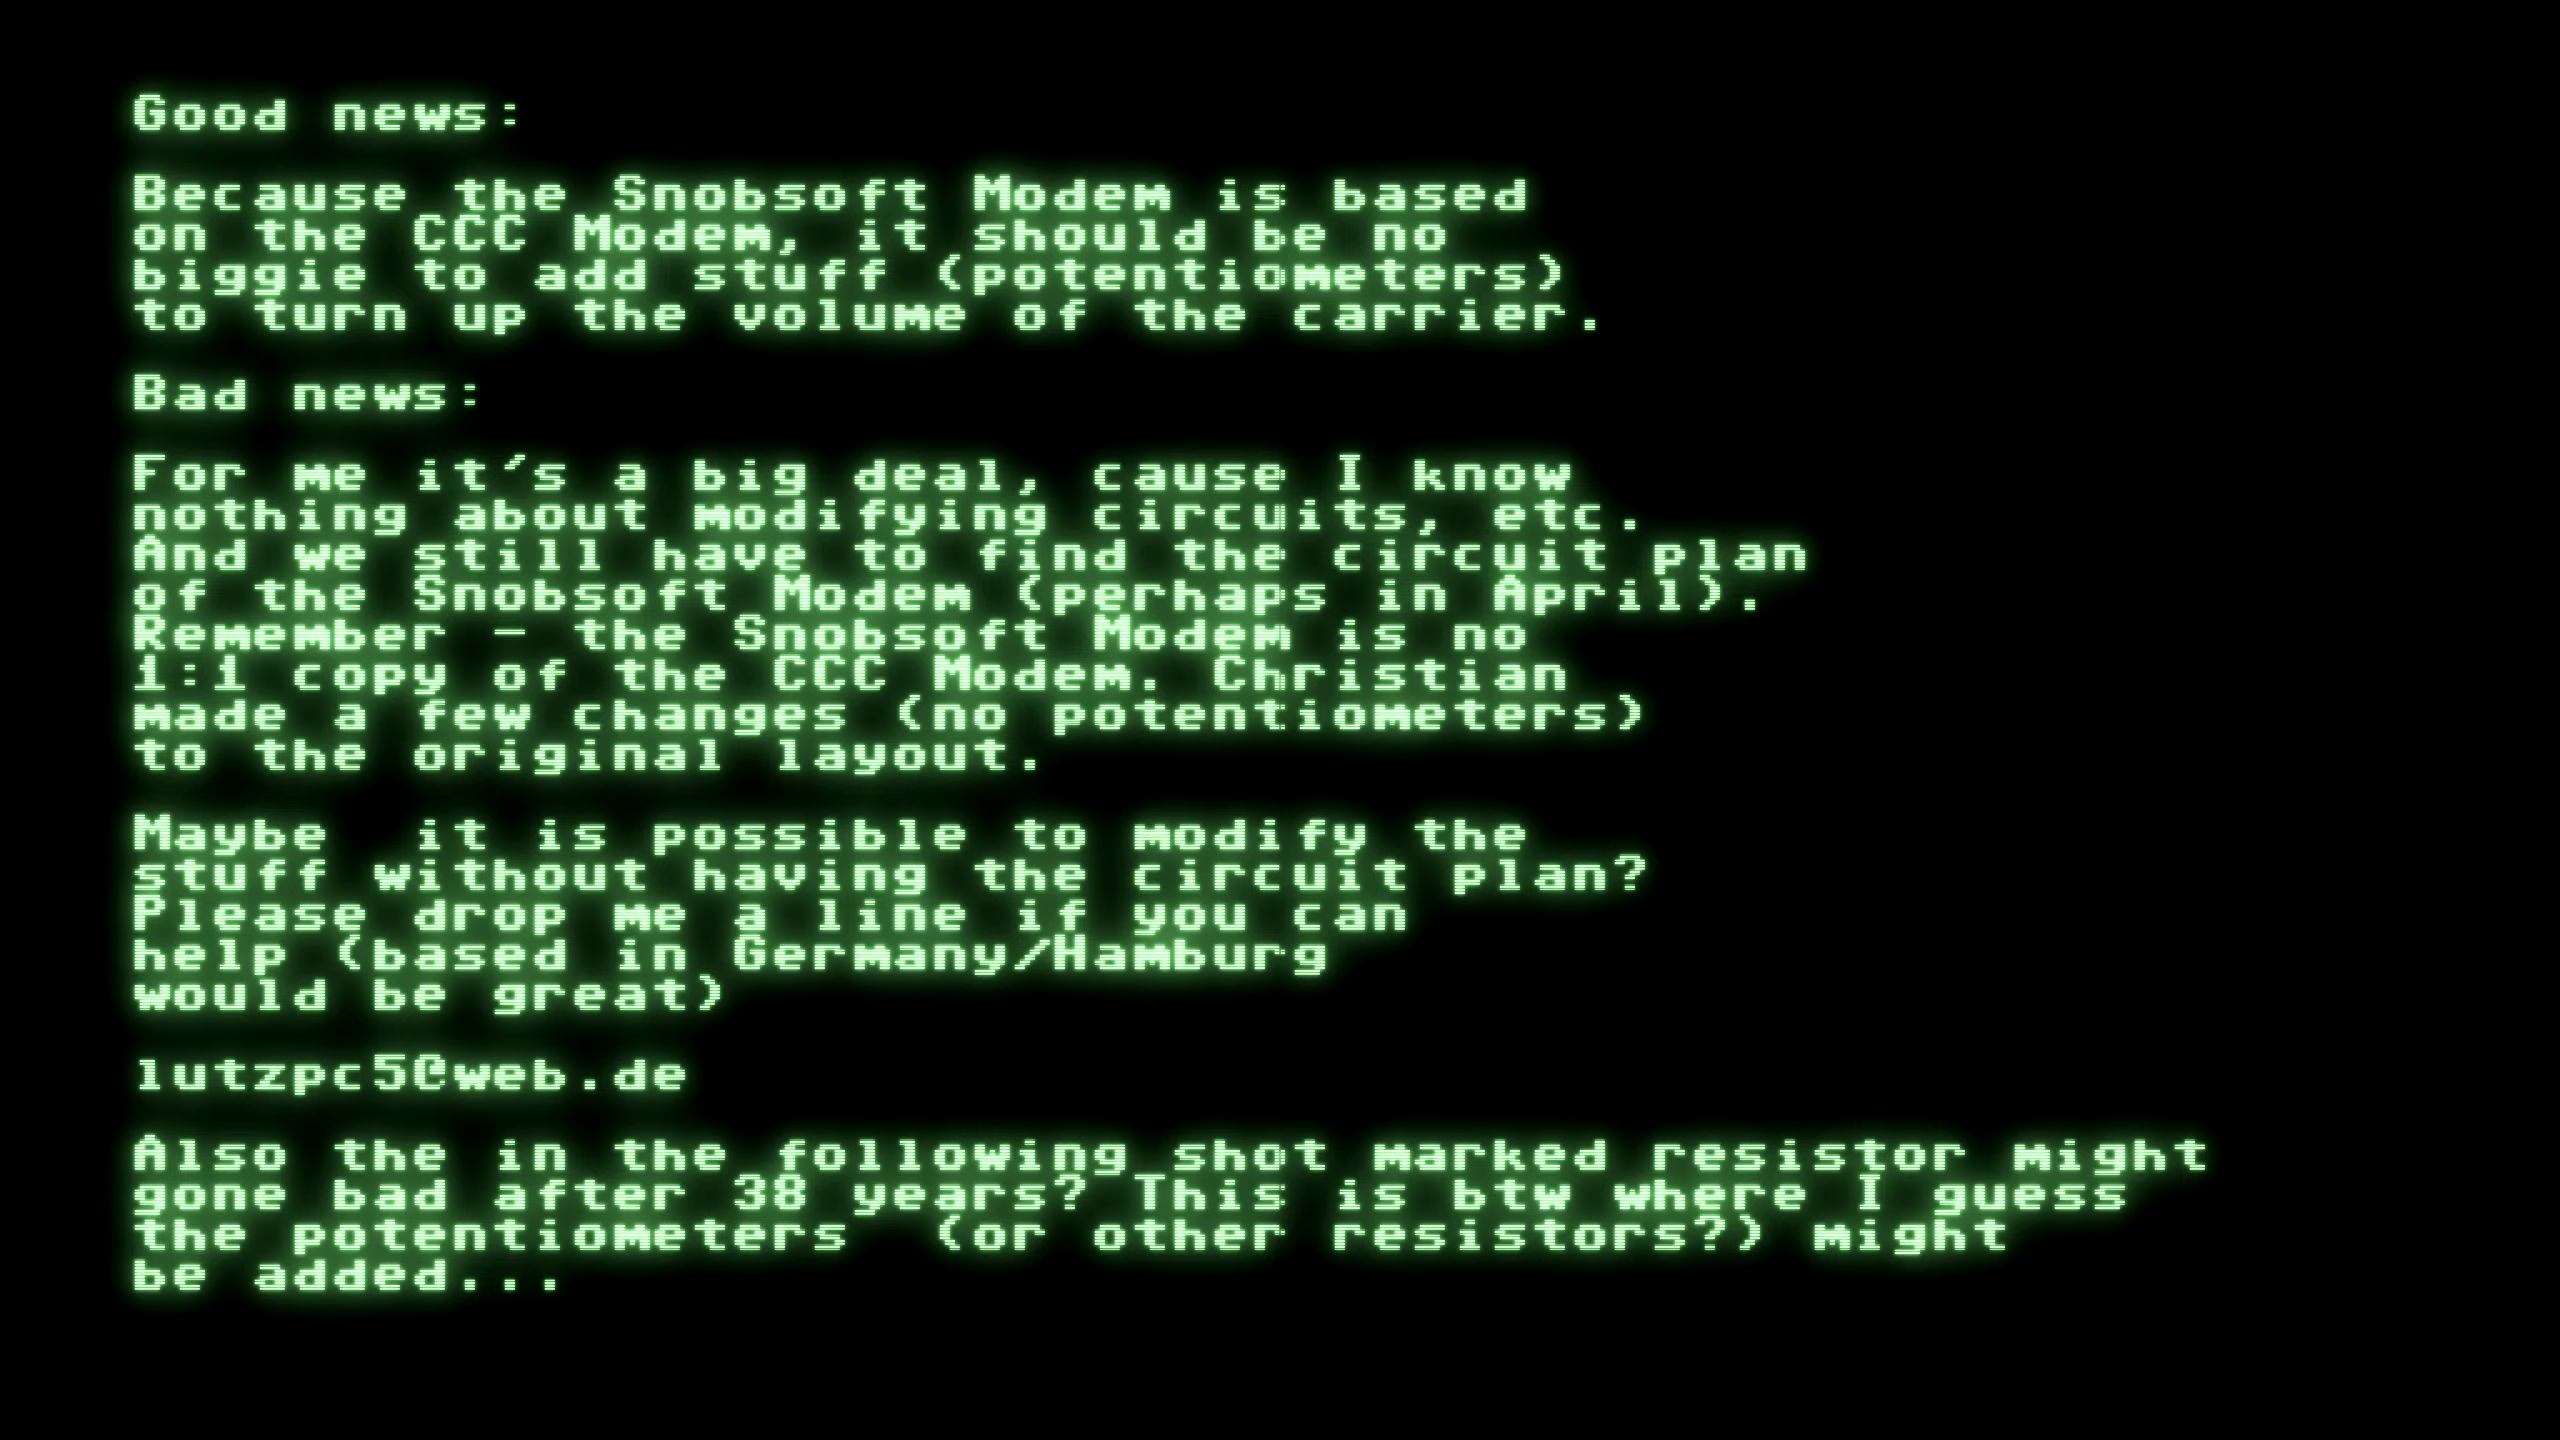 Good news:
Because the Snobsoft Modem is based
on the CCC Modem, it should be no
biggie to add stuff (potentiometers)
to turn up the volume of the carrier.
Bad news:
For me it's a big deal, cause I know
nothing about modifying circuits, etc.
And we still have to find the circuit plan
of the Snobsoft Modem (perhaps in April).
Remember - the Snobsoft Modem is no
1:1 copy of the CCC Modem. Christian
made a few changes (no potentiometers)
to the original layout.
Maybe  it is possible to modify the
stuff without having the circuit plan?
Please drop me a line if you can
help (based in Germany/Hamburg
would be great)
lutzpc5@web.de
Also the in the following shot marked resistor might
gone bad after 38 years? This is btw where I guess
the potentiometers  (or other resistors?) might
be added...